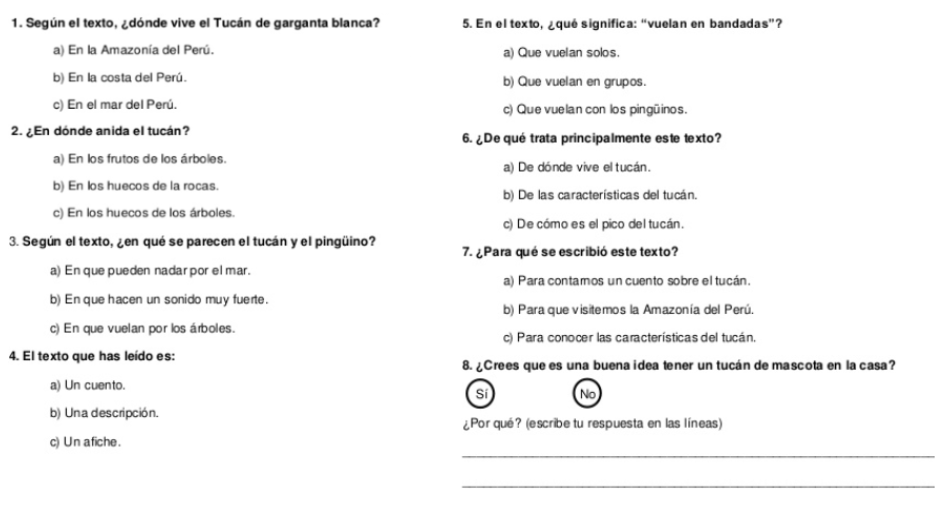 1. Según el texto, ¿dónde vive el Tucán de garganta blanca?
a) En la Amazonía del Perú.
b) En la costa del Perú.
c) En el mar del Perú.
2. ¿En dónde anida el tucán?
a) En los frutos de los árboles.
b) En los huecos de la rocas.
c) En los huecos de los árboles.
3. Según el texto, ¿en qué se parecen el tucán y el pingüino?
a) En que pueden nadar por el mar.
b) En que hacen un sonido muy fuerte.
c) En que vuelan por los árboles.
4. El texto que has leído es:
a) Un cuento.
b) Una descripción.
c) Un afiche.
5. En el texto, ¿qué significa: “vuelan en bandadas”?
a) Que vuelan solos.
b) Que vuelan en grupos.
c) Que vuelan con los pingüinos.
6. ¿De qué trata principalmente este texto?
a) De dónde vive el tucán.
b) De las características del tucán.
c) De cómo es el pico del tucán.
7. ¿Para qué se escribió este texto?
a) Para contarnos un cuento sobre el tucán.
b) Para que visitemos la Amazonía del Perú.
c) Para conocer las características del tucán.
8. ¿Crees que es una buena idea tener un tucán de mascota en la casa?
Sí No
¿Por qué? (escribe tu respuesta en las líneas)